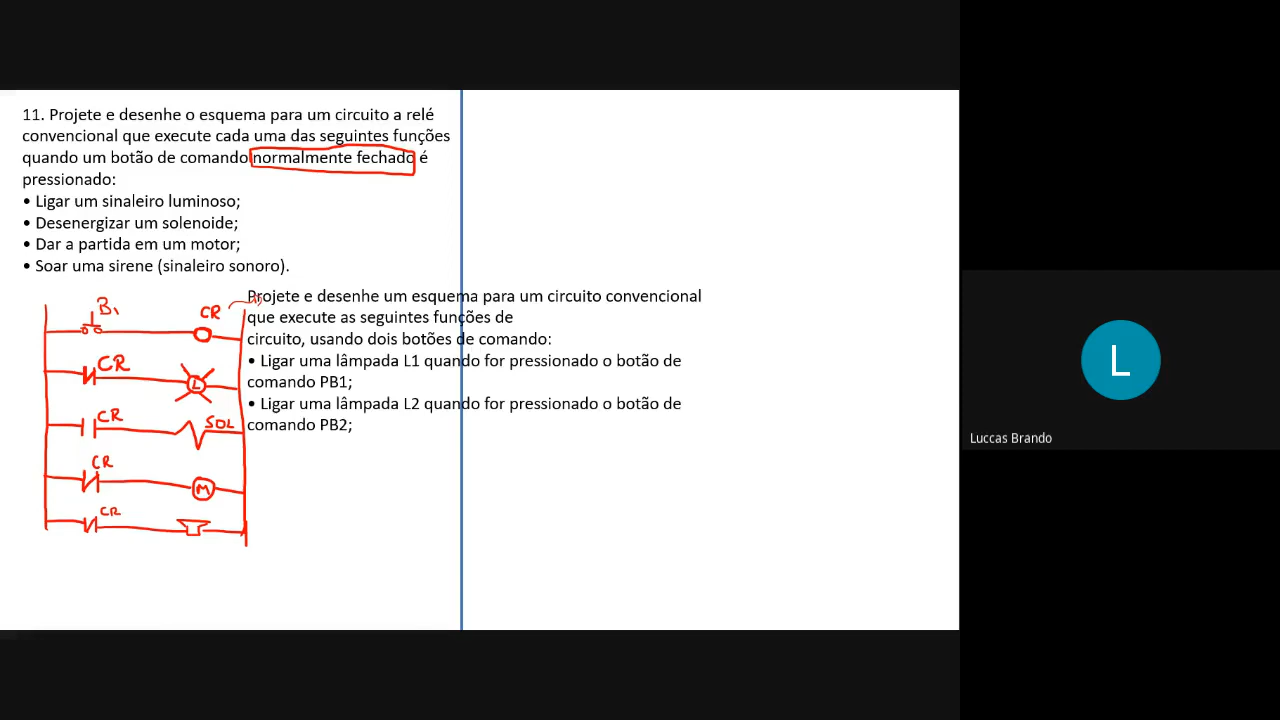 11. Projete e desenhe o esquema para um circuito a relé
convencional que execute cada uma das seguintes funções
quando um botão de comando normalmente fechado é
pressionado:
• Ligar um sinaleiro luminoso;
• Desenergizar um solenoide;
• Dar a partida em um motor;
• Soar uma sirene (sinaleiro sonoro).
B1
CR
CR
L
CR
SOL
CR
M
CR
Projete e desenhe um esquema para um circuito convencional
que execute as seguintes funções de
circuito, usando dois botões de comando:
• Ligar uma lâmpada L1 quando for pressionado o botão de
comando PB1;
• Ligar uma lâmpada L2 quando for pressionado o botão de
comando PB2;
L
Luccas Brando